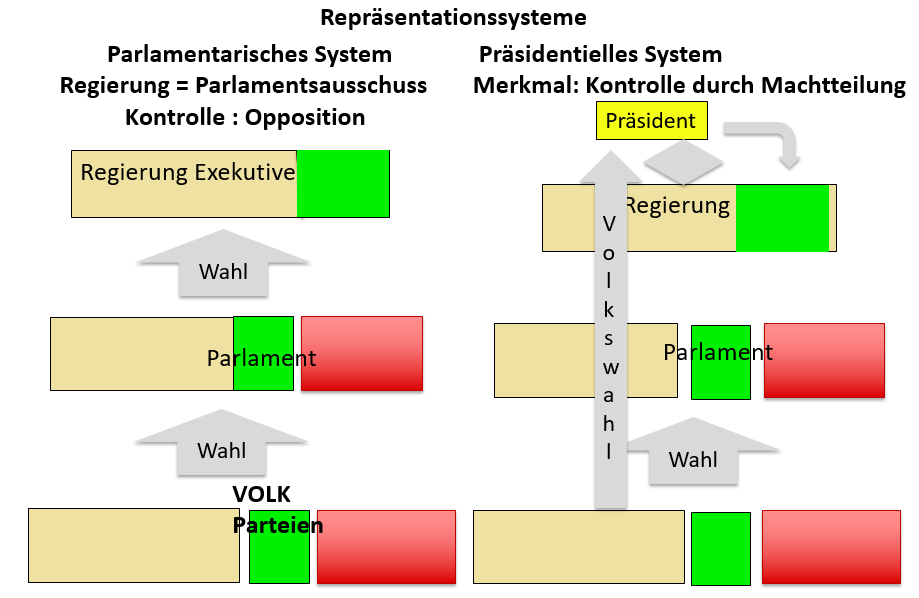 Repräsentationssysteme
Parlamentarisches System
Regierung = Parlamentsausschuss
Kontrolle : Opposition
Regierung Exekutive
Wahl
Parlament
Wahl
VOLK
Parteien
Präsidentielles System
Merkmal: Kontrolle durch Machtteilung
Präsident
Regierung
Volkswahl
Parlament
Wahl